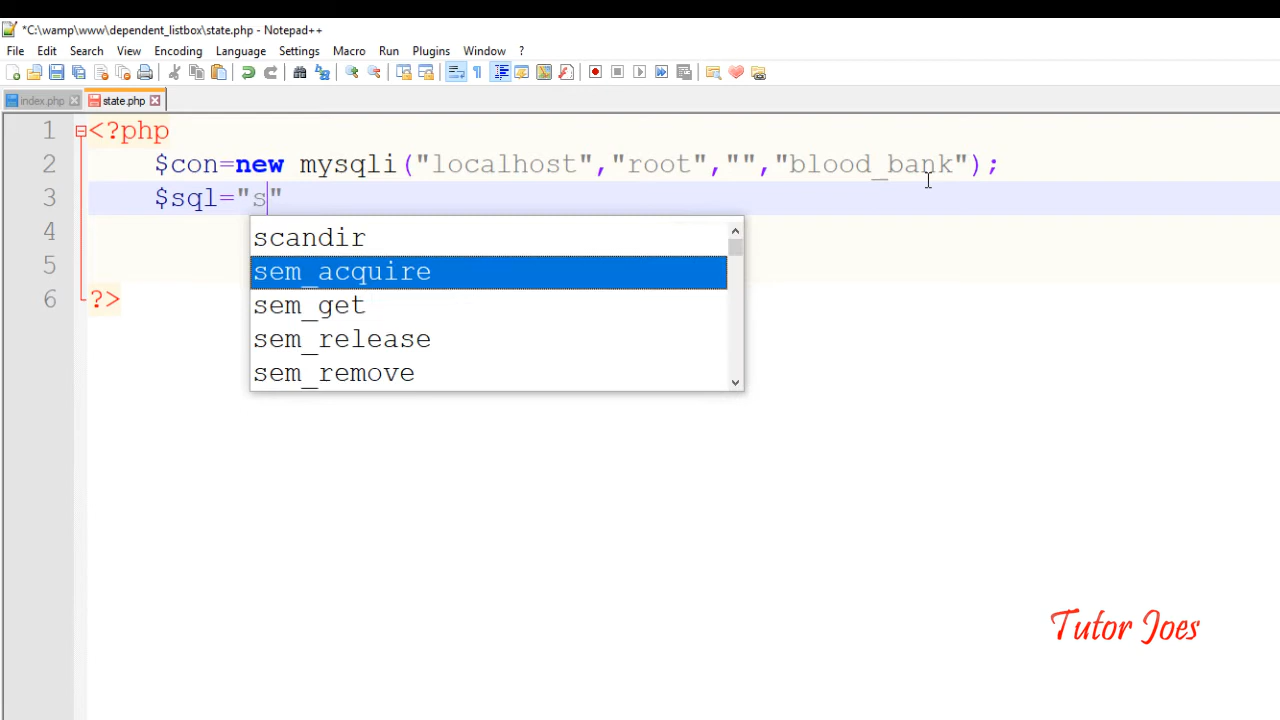 *C:\wamp\www\dependent_listbox\state.php - Notepad++
File Edit Search View Encoding Language Settings Macro Run Plugins Window ?
index.php state.php
1 <?php
2 $con=new mysqli("localhost","root","","blood_bank");
3 $sql="s"
4
5
6 ?>
scandir
sem_acquire
sem_get
sem_release
sem_remove
Tutor Joes